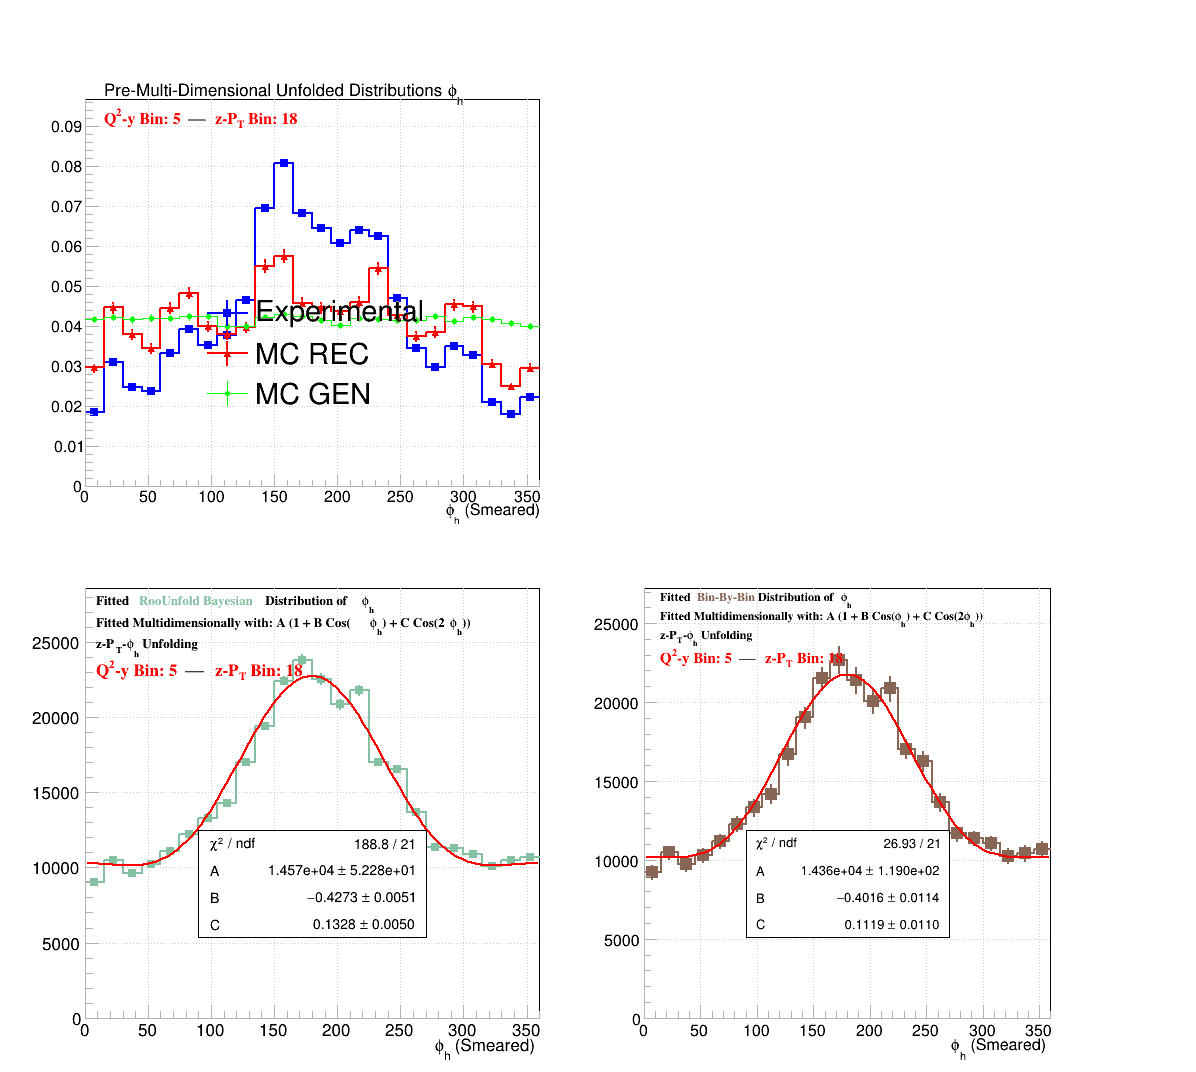 Pre-Multi-Dimensional Unfolded Distributions ϕh
Q²-y Bin: 5 — z-PT Bin: 18
0.09
0.08
0.07
0.06
0.05
0.04
0.03
0.02
0.01
0
Experimental
MC REC
MC GEN
0 50 100 150 200 250 300 350
ϕh (Smeared)
Fitted RooUnfold Bayesian Distribution of ϕh
Fitted Multidimensionally with: A (1 + B Cos( ϕh) + C Cos(2 ϕh))
z-PT-ϕh Unfolding
Q²-y Bin: 5 — z-PT Bin: 18
25000
20000
15000
10000
5000
0
χ² / ndf 188.8 / 21
A 1.457e+04 ± 5.228e+01
B −0.4273 ± 0.0051
C 0.1328 ± 0.0050
0 50 100 150 200 250 300 350
ϕh (Smeared)
Fitted Bin-By-Bin Distribution of ϕh
Fitted Multidimensionally with: A (1 + B Cos(ϕh) + C Cos(2ϕh))
z-PT-ϕh Unfolding
Q²-y Bin: 5 — z-PT Bin: 18
25000
20000
15000
10000
5000
0
χ² / ndf 26.93 / 21
A 1.436e+04 ± 1.190e+02
B −0.4016 ± 0.0114
C 0.1119 ± 0.0110
0 50 100 150 200 250 300 350
ϕh (Smeared)